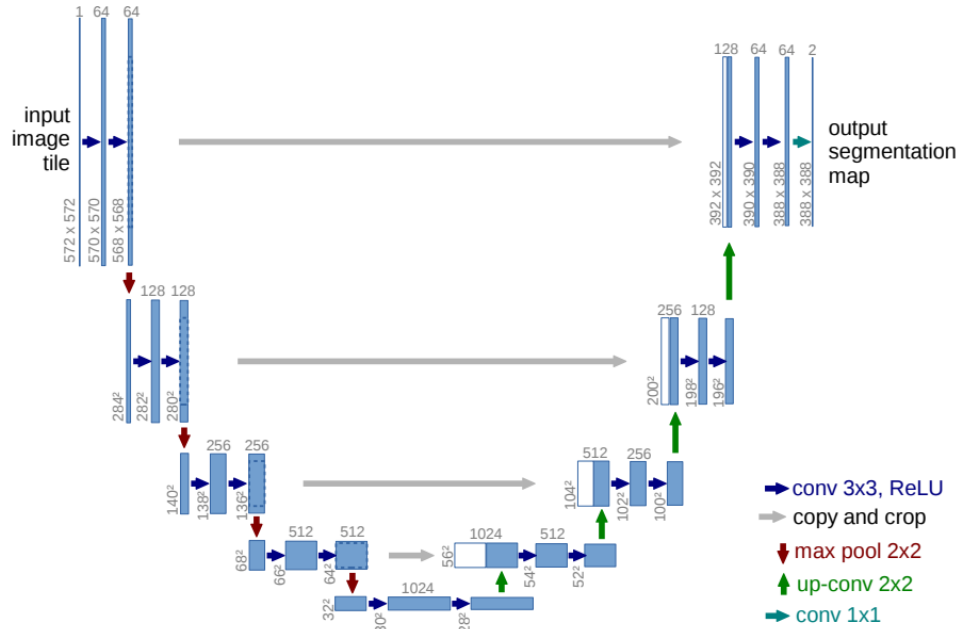 1 64 64
input
image
tile
572 x 572
570 x 570
568 x 568
128 64 64 2
output
segmentation
map
392 x 392
390 x 390
388 x 388
388 x 388
128 128
284²
282²
280²
256 128
200²
198²
196²
256 256
140²
138²
136²
512 256
104²
102²
100²
512 512
68²
66²
64²
1024 512
56²
54²
52²
1024
32²
30²
28²
conv 3x3, ReLU
copy and crop
max pool 2x2
up-conv 2x2
conv 1x1